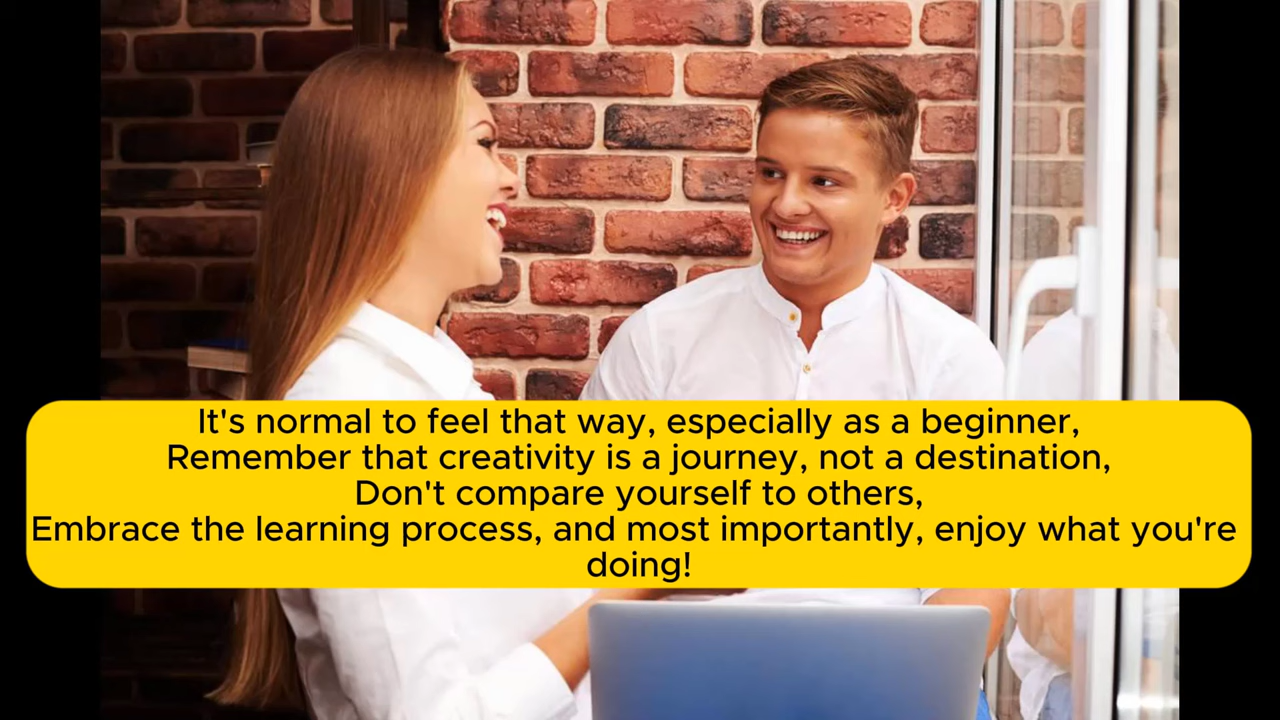 It's normal to feel that way, especially as a beginner,
Remember that creativity is a journey, not a destination,
Don't compare yourself to others,
Embrace the learning process, and most importantly, enjoy what you're
doing!